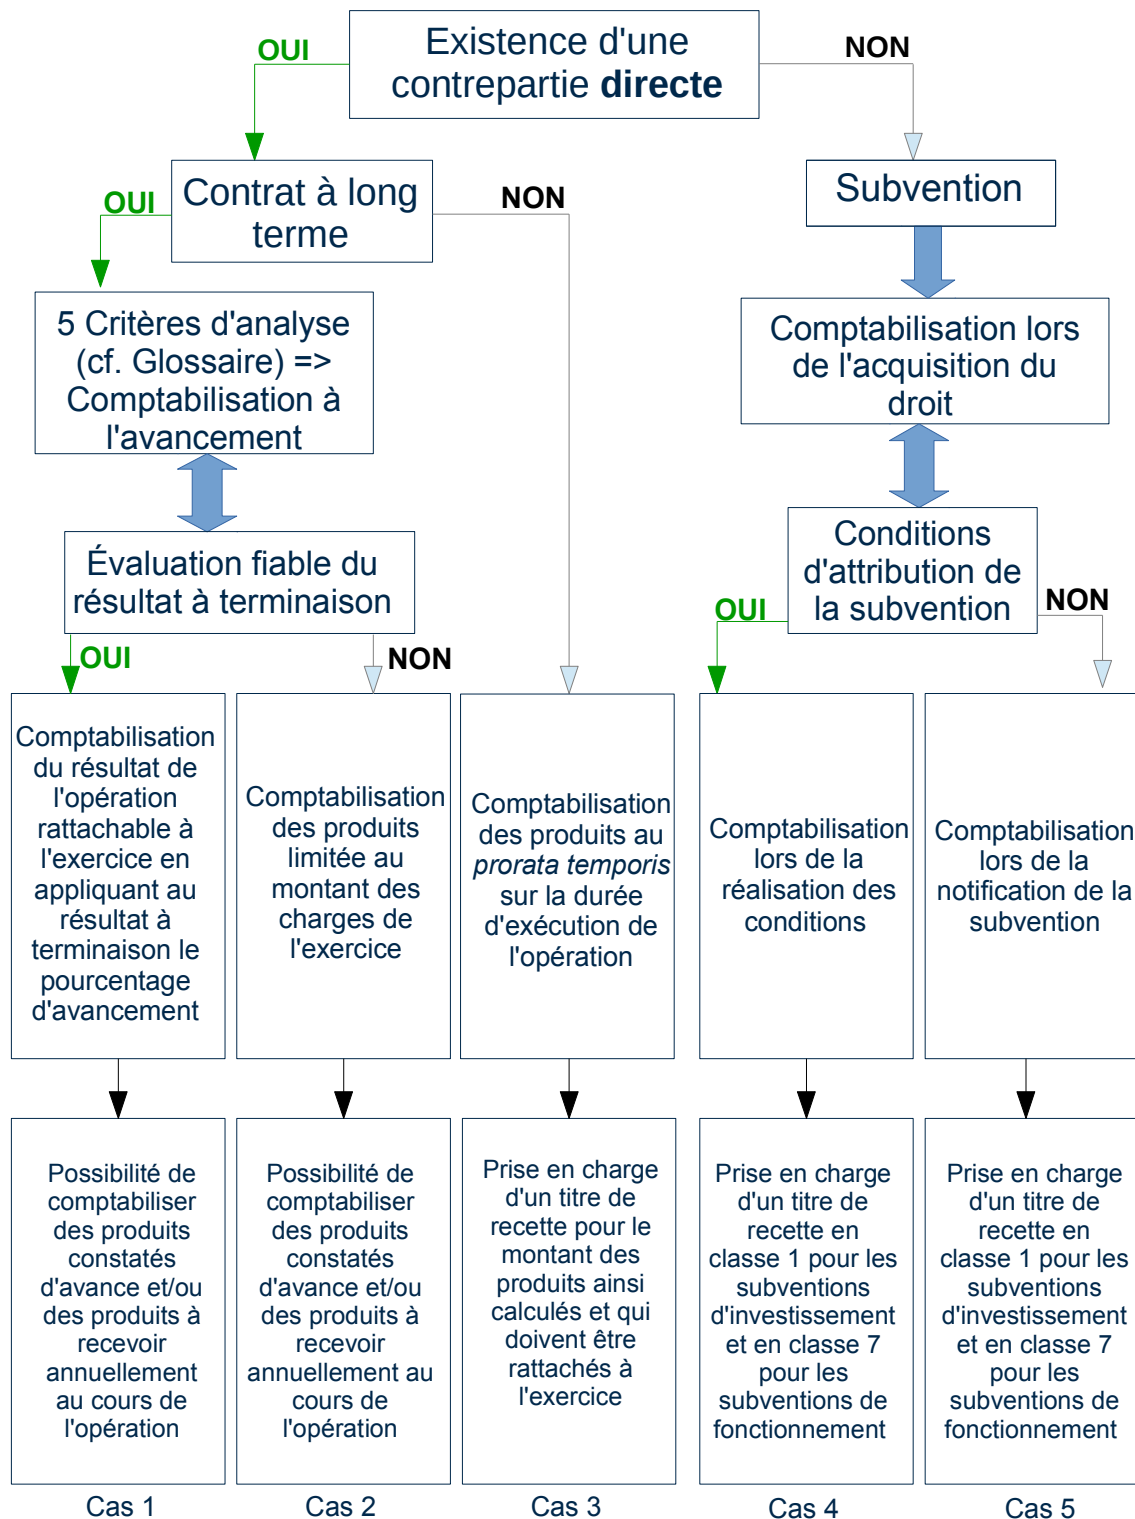 Existence d'une
contrepartie directe
OUI
NON
Contrat à long
terme
Subvention
OUI
NON
5 Critères d'analyse
(cf. Glossaire) =>
Comptabilisation à
l'avancement
Comptabilisation lors
de l'acquisition du
droit
Évaluation fiable du
résultat à terminaison
Conditions
d'attribution de
la subvention
OUI
NON
OUI
NON
Comptabilisation
du résultat de
l'opération
rattachable à
l'exercice en
appliquant au
résultat à
terminaison le
pourcentage
d'avancement
Comptabilisation
des produits
limitée au
montant des
charges de
l'exercice
Comptabilisation
des produits au
prorata temporis
sur la durée
d'exécution de
l'opération
Comptabilisation
lors de la
réalisation des
conditions
Comptabilisation
lors de la
notification de la
subvention
Possibilité de
comptabiliser
des produits
constatés
d'avance et/ou
des produits à
recevoir
annuellement
au cours de
l'opération
Possibilité de
comptabiliser
des produits
constatés
d'avance et/ou
des produits à
recevoir
annuellement au
cours de
l'opération
Prise en charge
d'un titre de
recette pour le
montant des
produits ainsi
calculés et qui
doivent être
rattachés à
l'exercice
Prise en charge
d'un titre de
recette en
classe 1 pour les
subventions
d'investissement
et en classe 7
pour les
subventions de
fonctionnement
Prise en charge
d'un titre de
recette en
classe 1 pour les
subventions
d'investissement
et en classe 7
pour les
subventions de
fonctionnement
Cas 1
Cas 2
Cas 3
Cas 4
Cas 5